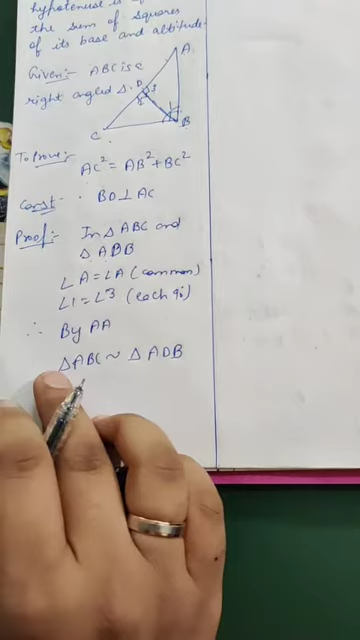 hypotenuse is
the sum of squares
of its base and altitude
Given:- ABC is a
right angled Δ.
A
D
3
1
C
B
To Prove:-
AC² = AB² + BC²
Const. BD⊥AC
Proof:- In Δ ABC and
Δ ADB
∠A = ∠A (common)
∠1 = ∠3 (each 90)
∴ By AA
ΔABC ~ Δ ADB